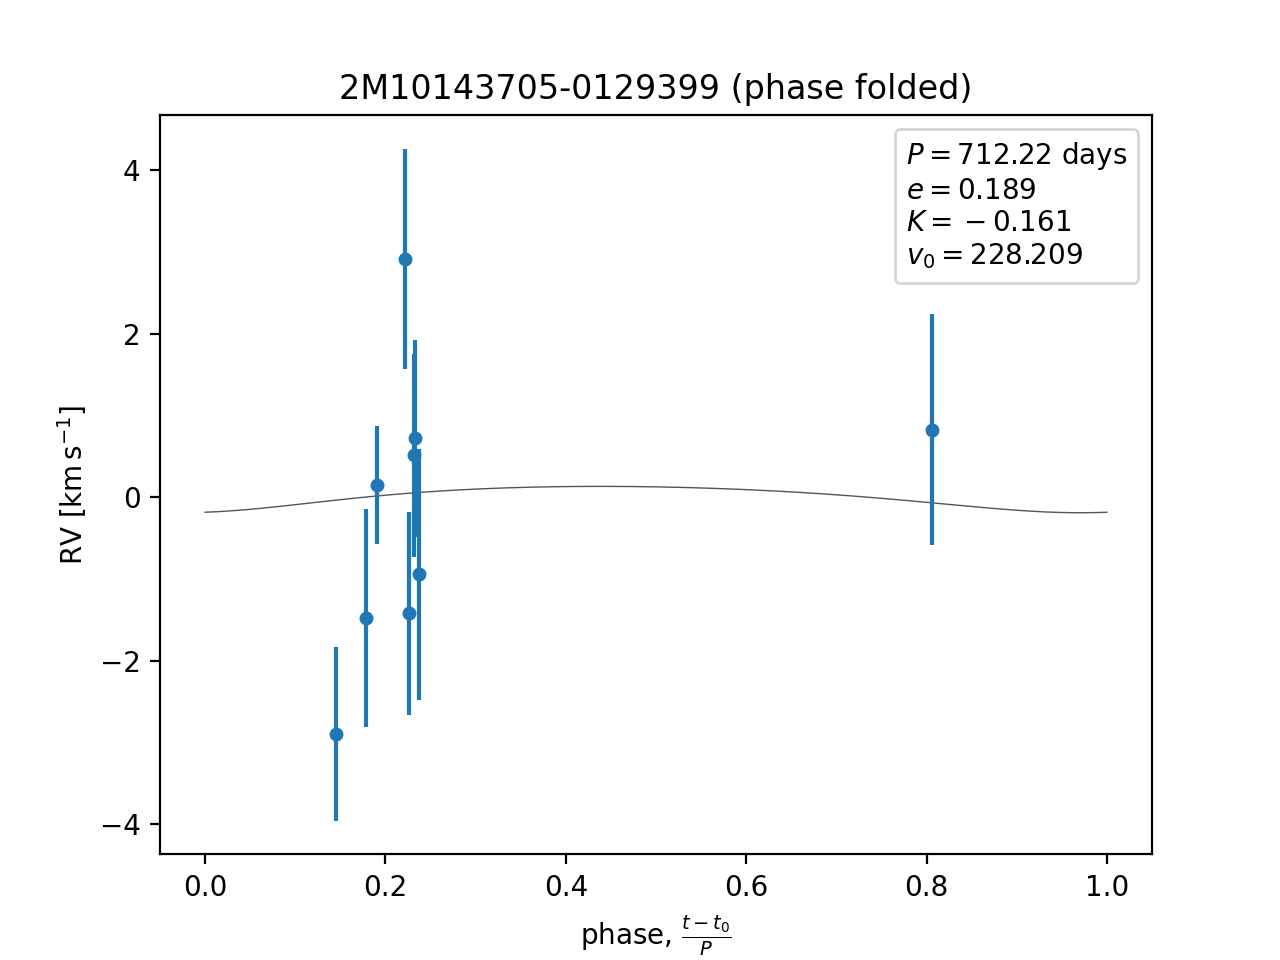 2M10143705-0129399 (phase folded)
P = 712.22 days
e = 0.189
K = −0.161
v₀ = 228.209
4
2
0
−2
−4
RV [km s⁻¹]
0.0 0.2 0.4 0.6 0.8 1.0
phase, (t − t₀)/P